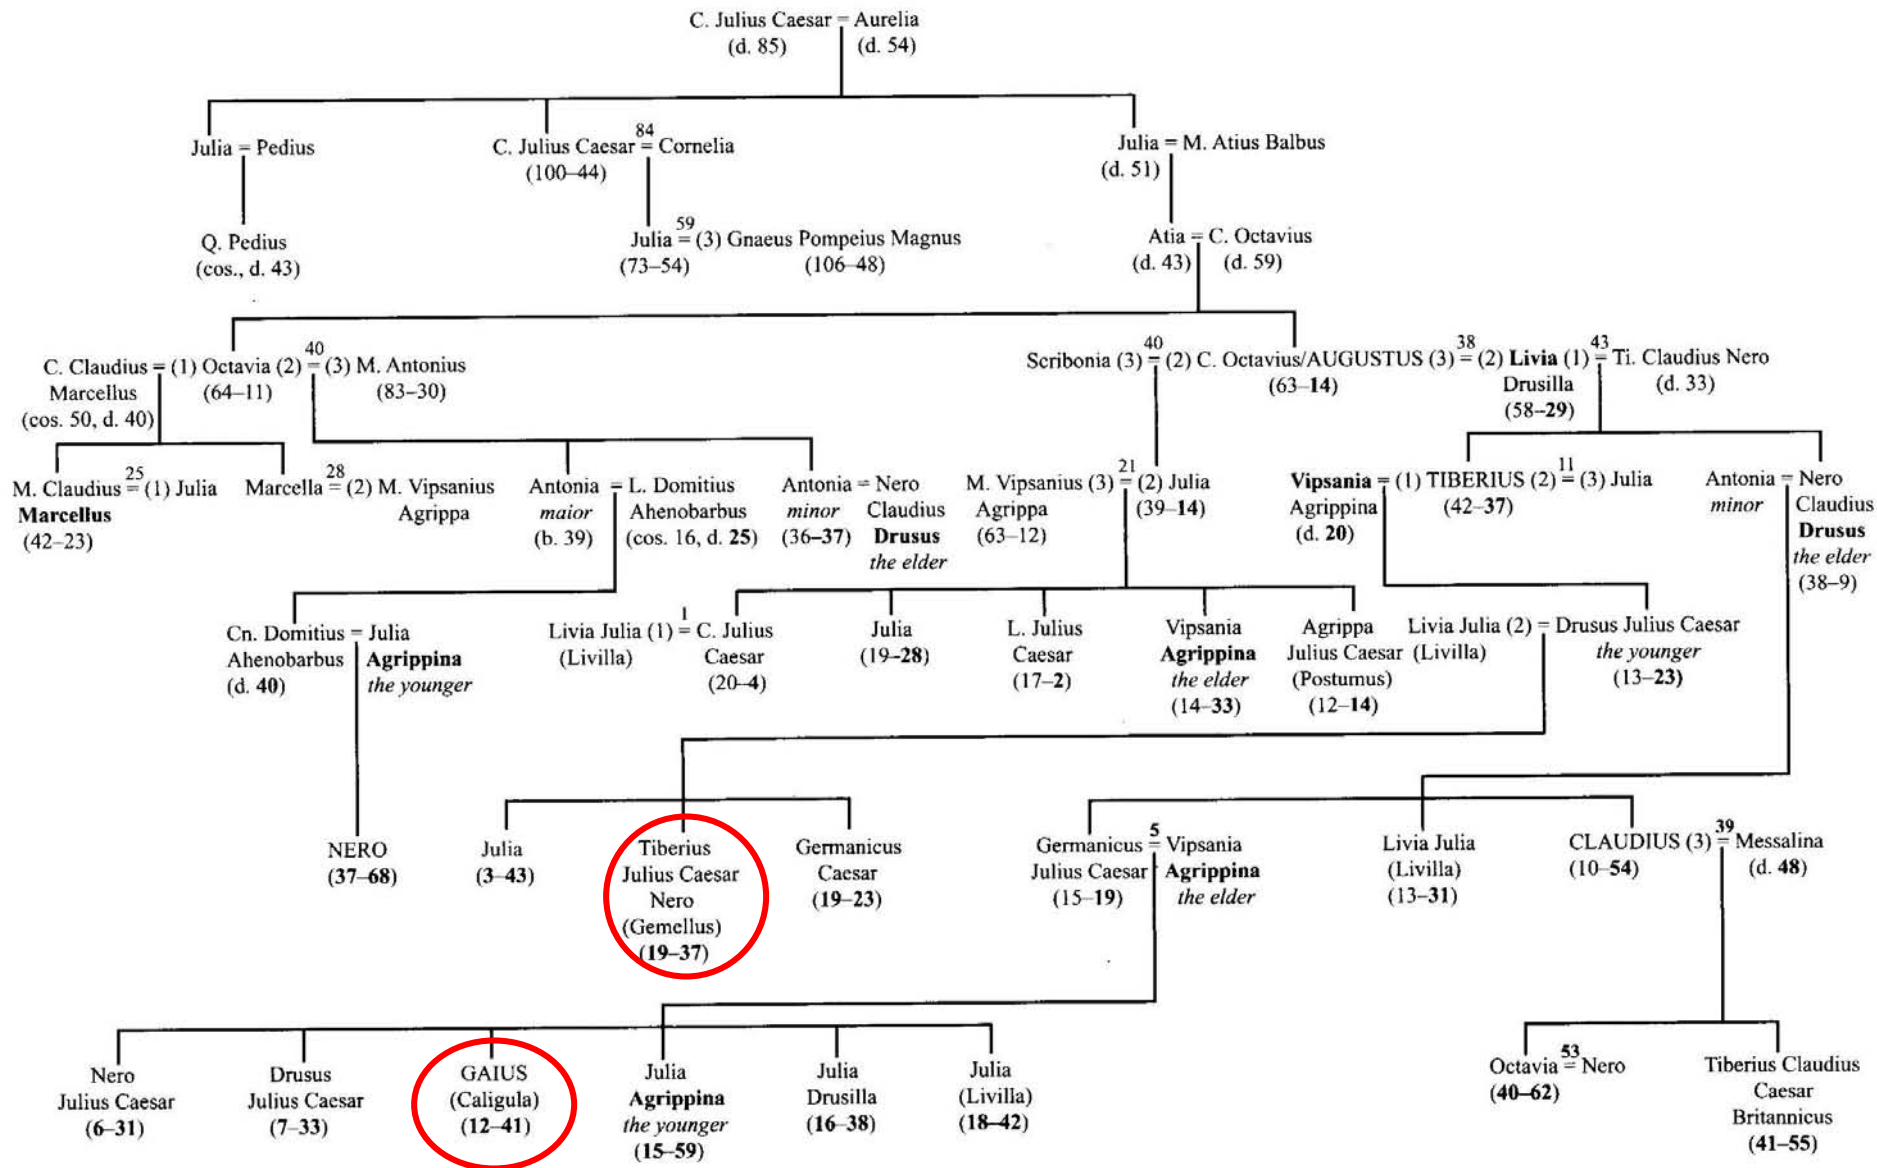 C. Julius Caesar = Aurelia
(d. 85) (d. 54)
84
Julia = Pedius C. Julius Caesar = Cornelia Julia = M. Atius Balbus
(100–44) (d. 51)
59
Q. Pedius Julia = (3) Gnaeus Pompeius Magnus Atia = C. Octavius
(cos., d. 43) (73–54) (106–48) (d. 43) (d. 59)
40 40 38 43
C. Claudius = (1) Octavia (2) = (3) M. Antonius Scribonia (3) = (2) C. Octavius/AUGUSTUS (3) = (2) Livia (1) = Ti. Claudius Nero
Marcellus (64–11) (83–30) (63–14) Drusilla (d. 33)
(cos. 50, d. 40) (58–29)
25 28 21 11
M. Claudius = (1) Julia Marcella = (2) M. Vipsanius Antonia = L. Domitius Antonia = Nero M. Vipsanius (3) = (2) Julia Vipsania = (1) TIBERIUS (2) = (3) Julia Antonia = Nero
Marcellus Agrippa maior Ahenobarbus minor Claudius Agrippa (39–14) Agrippina (42–37) minor Claudius
(42–23) (b. 39) (cos. 16, d. 25) (36–37) Drusus (63–12) (d. 20) Drusus
the elder the elder
(38–9)
1
Cn. Domitius = Julia Livia Julia (1) = C. Julius Julia L. Julius Vipsania Agrippa Livia Julia (2) = Drusus Julius Caesar
Ahenobarbus Agrippina (Livilla) Caesar (19–28) Caesar Agrippina Julius Caesar (Livilla) the younger
(d. 40) the younger (20–4) (17–2) the elder (Postumus) (13–23)
(14–33) (12–14)
5 39
NERO Julia Tiberius Germanicus Germanicus = Vipsania Livia Julia CLAUDIUS (3) = Messalina
(37–68) (3–43) Julius Caesar Caesar Julius Caesar Agrippina (Livilla) (10–54) (d. 48)
Nero (19–23) (15–19) the elder (13–31)
(Gemellus)
(19–37)
53
Nero Drusus GAIUS Julia Julia Julia Octavia = Nero Tiberius Claudius
Julius Caesar Julius Caesar (Caligula) Agrippina Drusilla (Livilla) (40–62) Caesar
(6–31) (7–33) (12–41) the younger (16–38) (18–42) Britannicus
(15–59) (41–55)